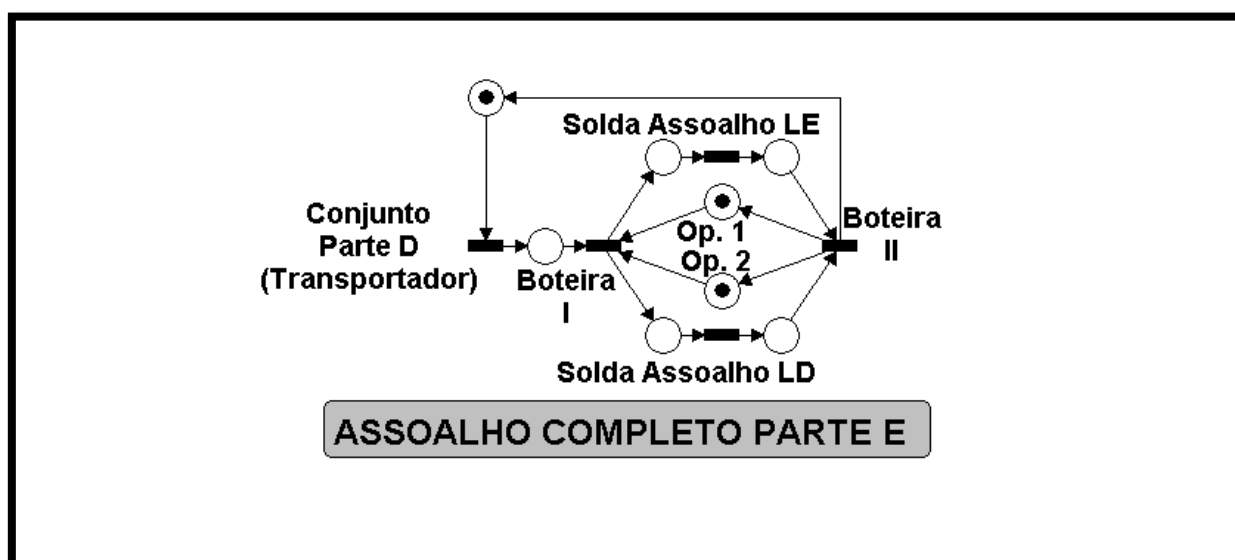 Solda Assoalho LE
Conjunto
Parte D
(Transportador)
Boteira
I
Op. 1
Op. 2
Boteira
II
Solda Assoalho LD
ASSOALHO COMPLETO PARTE E